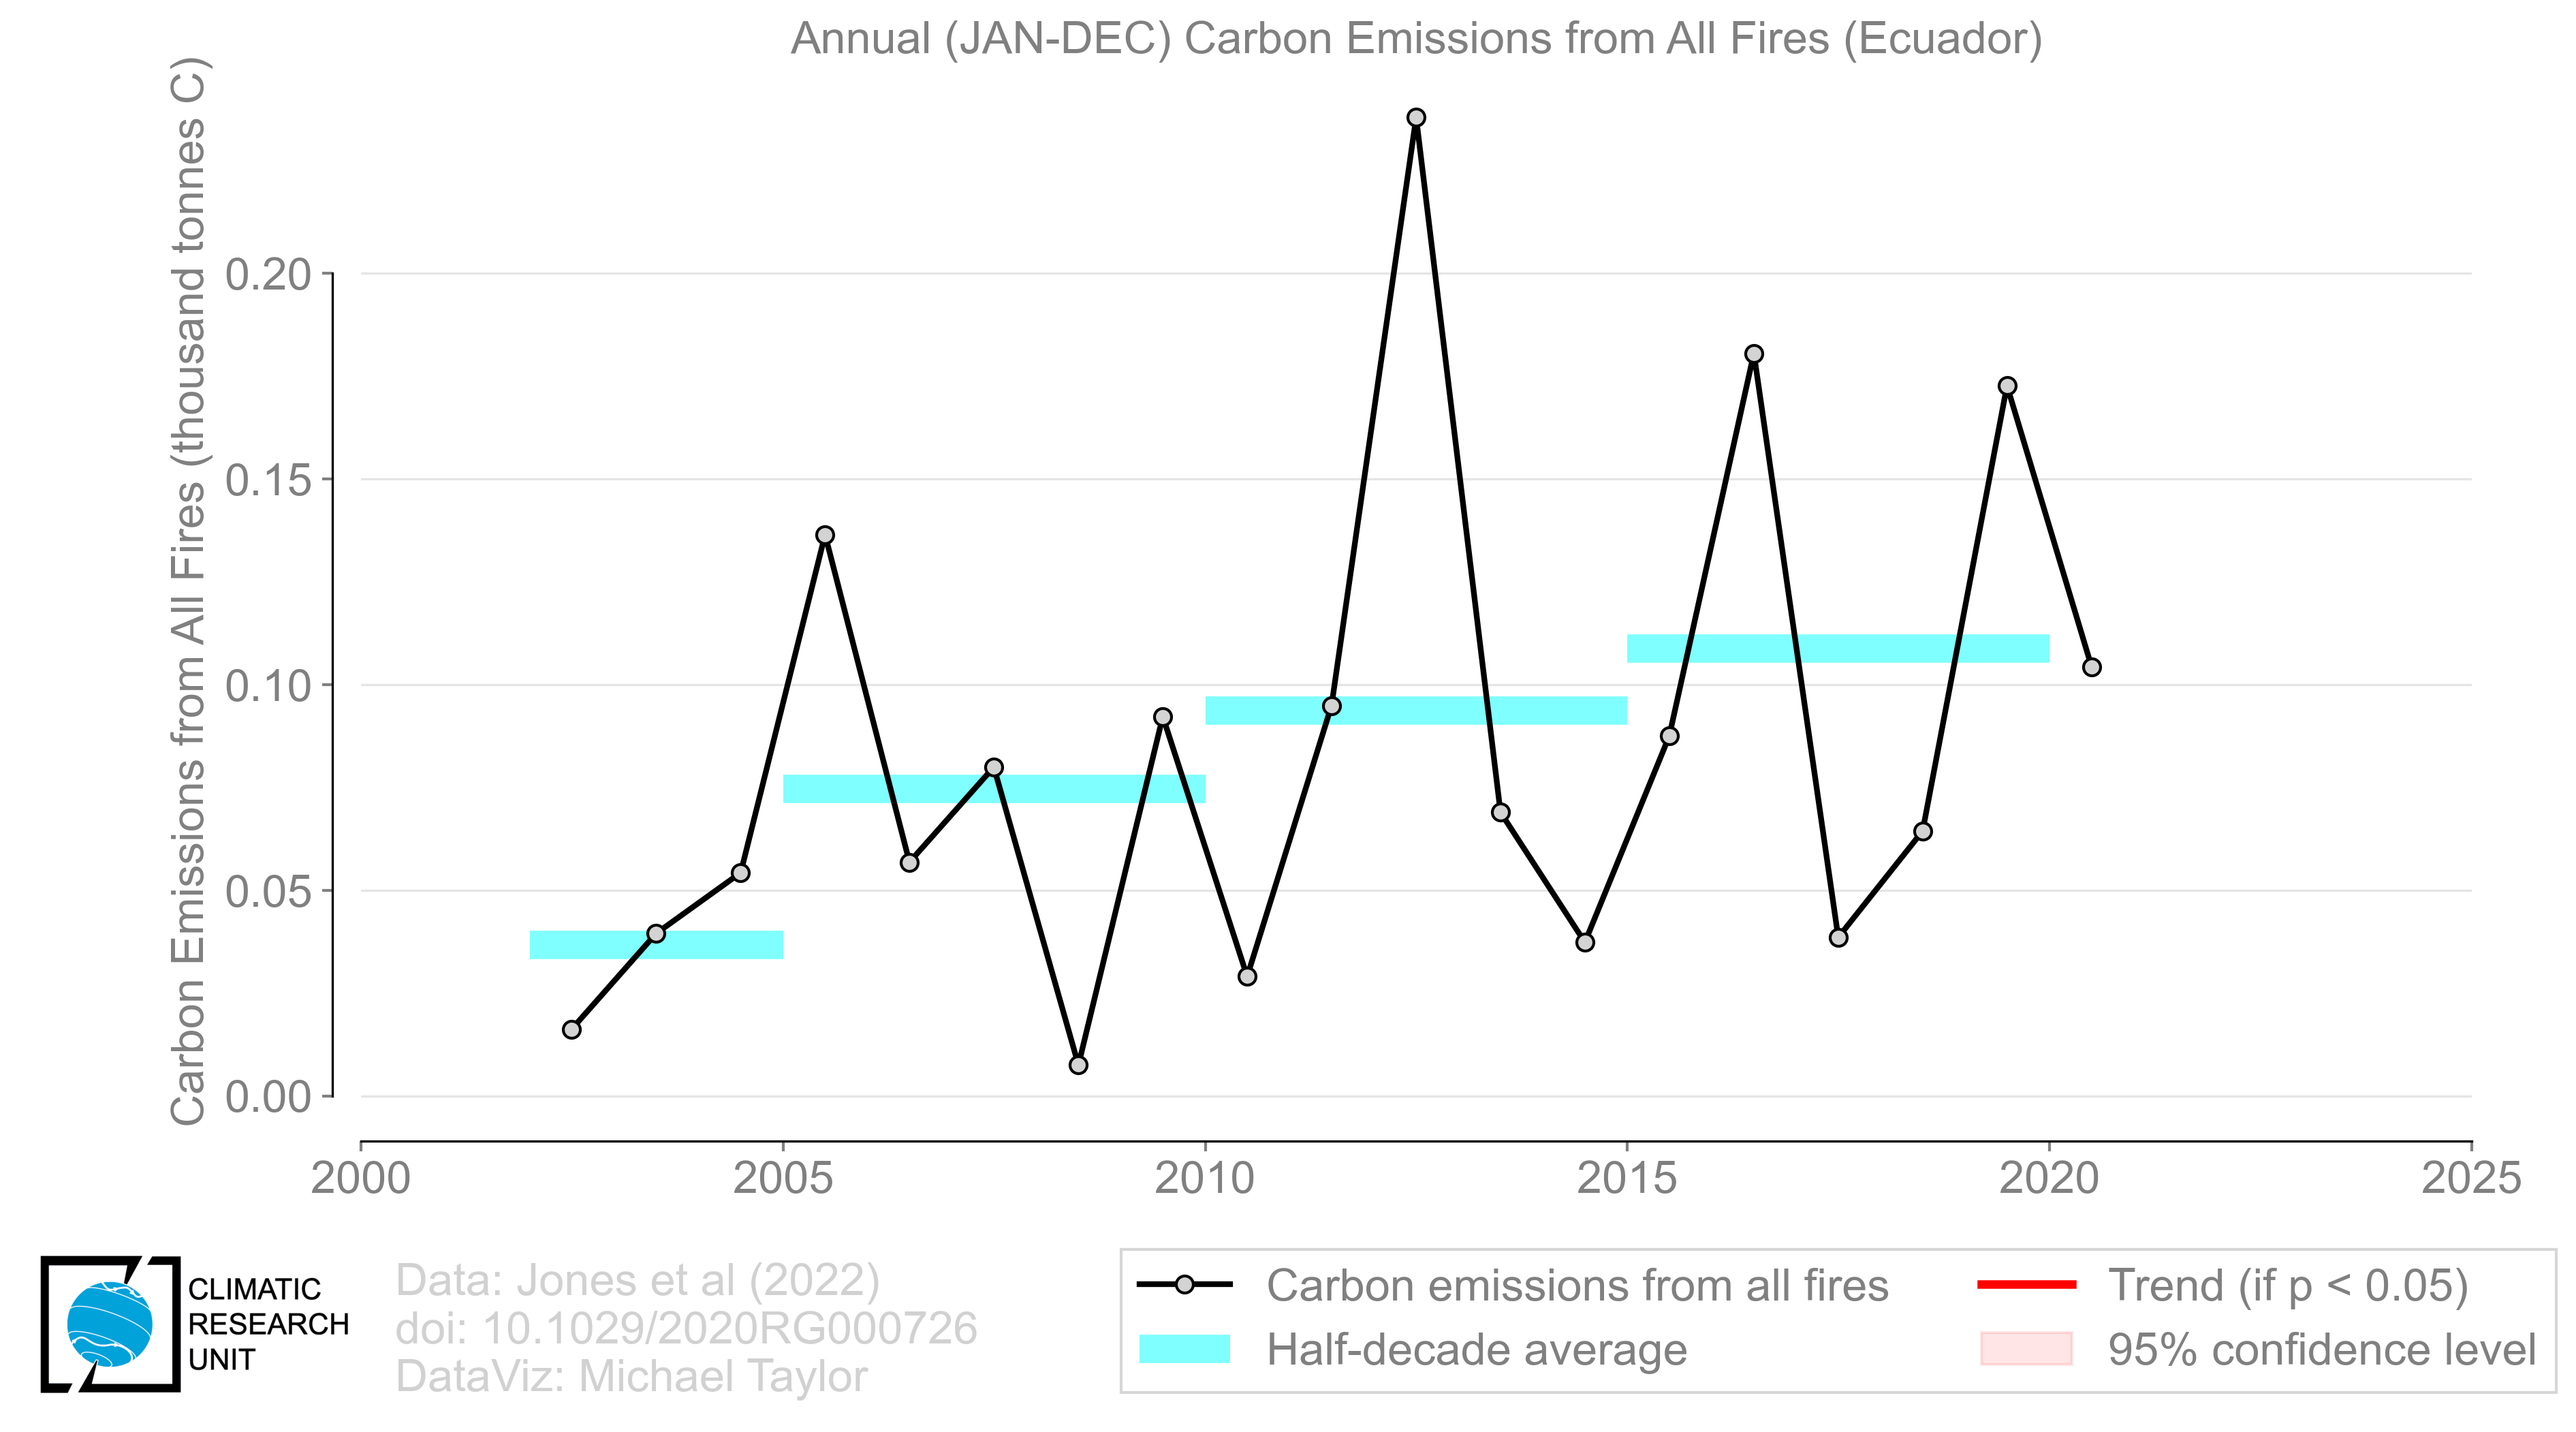 Annual (JAN-DEC) Carbon Emissions from All Fires (Ecuador)
Carbon Emissions from All Fires (thousand tonnes C)
0.20
0.15
0.10
0.05
0.00
2000
2005
2010
2015
2020
2025
CLIMATIC
RESEARCH
UNIT
Data: Jones et al (2022)
doi: 10.1029/2020RG000726
DataViz: Michael Taylor
Carbon emissions from all fires
Half-decade average
Trend (if p < 0.05)
95% confidence level